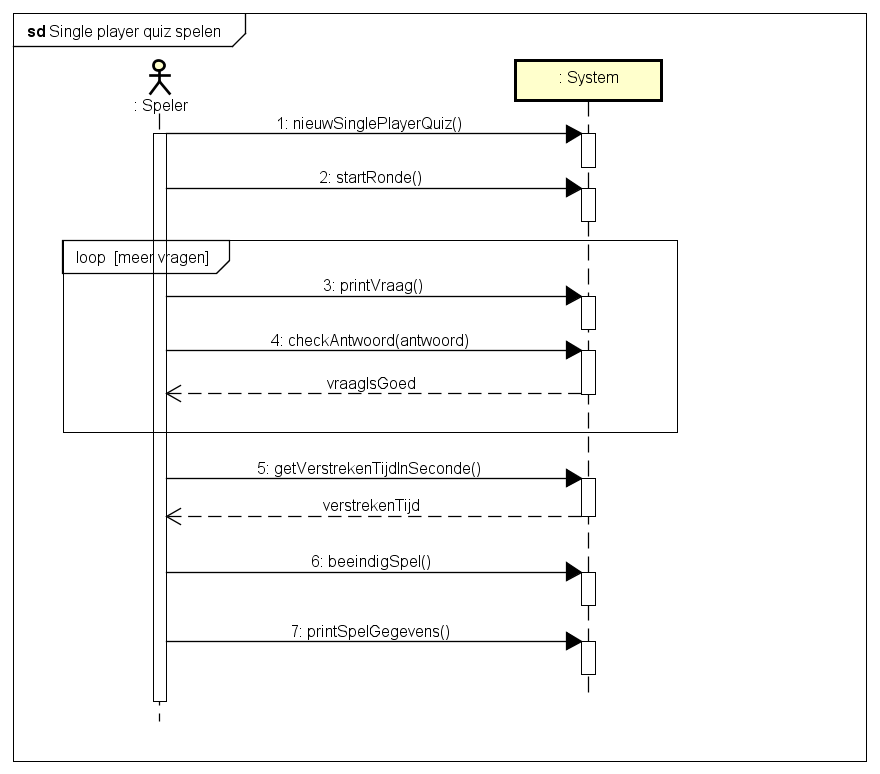 sd Single player quiz spelen
: Speler
: System
1: nieuwSinglePlayerQuiz()
2: startRonde()
loop [meer vragen]
3: printVraag()
4: checkAntwoord(antwoord)
vraagIsGoed
5: getVerstrekenTijdInSeconde()
verstrekenTijd
6: beeindigSpel()
7: printSpelGegevens()